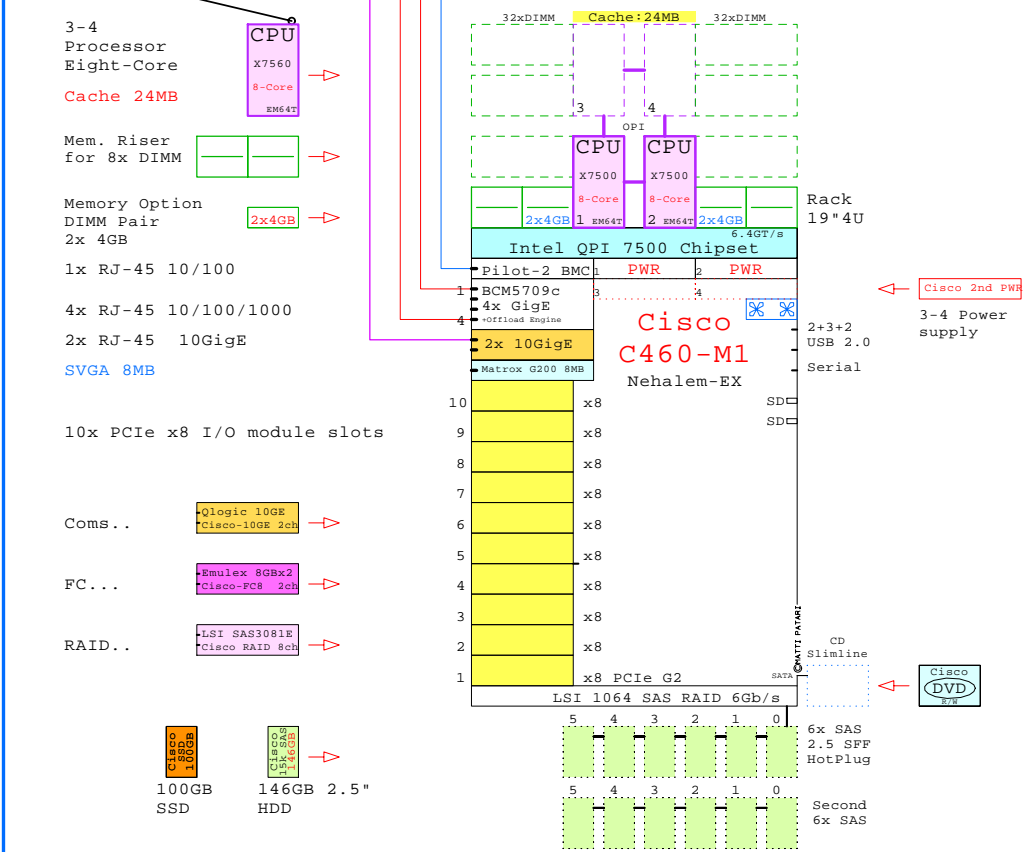 3-4
Processor
Eight-Core
Cache 24MB
CPU
X7560
8-Core
EM64T
Mem. Riser
for 8x DIMM
Memory Option
DIMM Pair
2x 4GB
2x4GB
1x RJ-45 10/100
4x RJ-45 10/100/1000
2x RJ-45 10GigE
SVGA 8MB
10x PCIe x8 I/O module slots
Coms..
Qlogic 10GE
Cisco-10GE 2ch
FC...
Emulex 8GBx2
Cisco-FC8 2ch
RAID..
LSI SAS3081E
Cisco RAID 8ch
Cisco
SSD
100GB
100GB
SSD
Cisco
15k SAS
146GB
146GB 2.5"
HDD
32xDIMM
Cache:24MB
32xDIMM
3
4
OPI
CPU
X7500
8-Core
1 EM64T
CPU
X7500
8-Core
2 EM64T
2x4GB
2x4GB
Rack
19"4U
6.4GT/s
Intel QPI 7500 Chipset
Pilot-2 BMC
1 PWR
2 PWR
3
4
1
BCM5709c
4x GigE
4
+Offload Engine
2x 10GigE
Matrox G200 8MB
Cisco
C460-M1
Nehalem-EX
Cisco 2nd PWR
3-4 Power
supply
2+3+2
USB 2.0
Serial
SD
SD
10 x8
9 x8
8 x8
7 x8
6 x8
5 x8
4 x8
3 x8
2 x8
1 x8 PCIe G2
©MATTI PATARI
SATA
CD
Slimline
Cisco
DVD
R/W
LSI 1064 SAS RAID 6Gb/s
5 4 3 2 1 0
6x SAS
2.5 SFF
HotPlug
5 4 3 2 1 0
Second
6x SAS